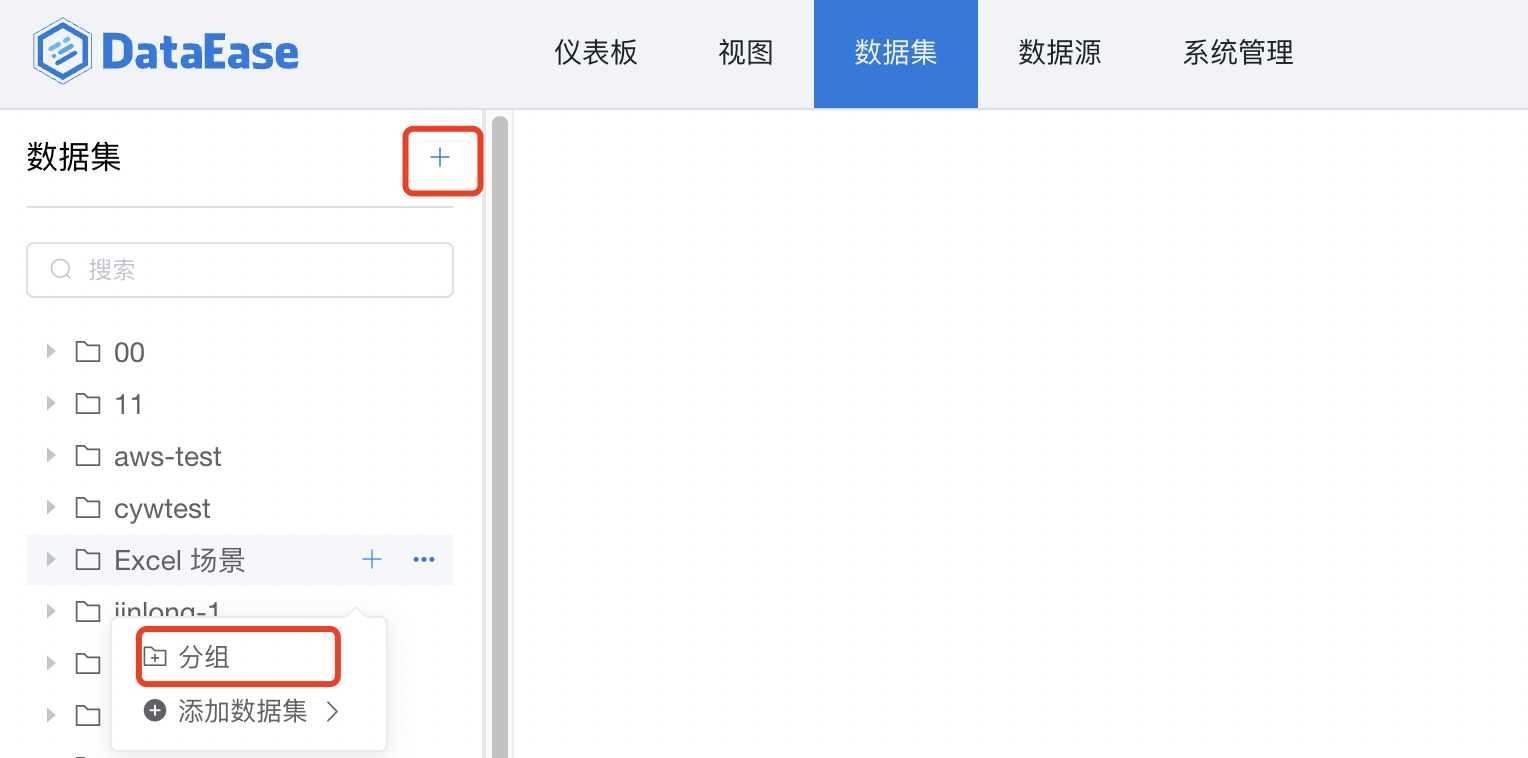 DataEase
仪表板 视图 数据集 数据源 系统管理
数据集
搜索
00
11
aws-test
cywtest
Excel 场景
jinlong-1
分组
添加数据集